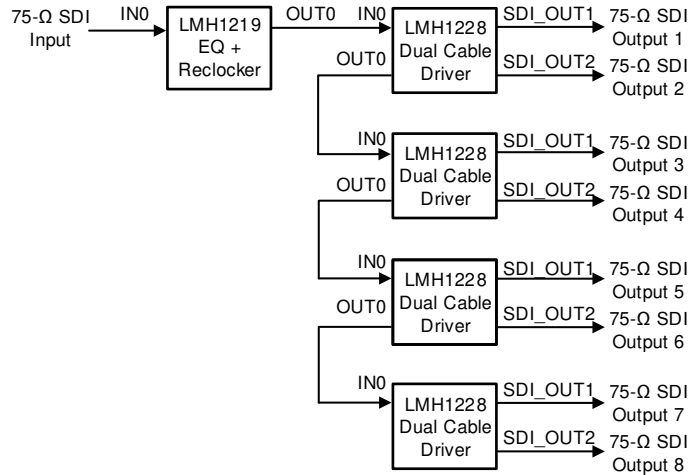 75-Ω SDI
Input
IN0
LMH1219
EQ +
Reclocker
OUT0
IN0
LMH1228
Dual Cable
Driver
OUT0
SDI_OUT1
75-Ω SDI
Output 1
SDI_OUT2
75-Ω SDI
Output 2
IN0
LMH1228
Dual Cable
Driver
OUT0
SDI_OUT1
75-Ω SDI
Output 3
SDI_OUT2
75-Ω SDI
Output 4
IN0
LMH1228
Dual Cable
Driver
OUT0
SDI_OUT1
75-Ω SDI
Output 5
SDI_OUT2
75-Ω SDI
Output 6
IN0
LMH1228
Dual Cable
Driver
SDI_OUT1
75-Ω SDI
Output 7
SDI_OUT2
75-Ω SDI
Output 8